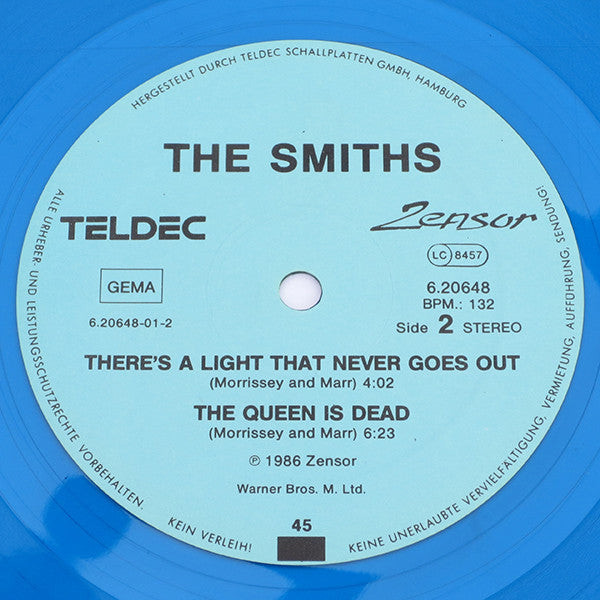 HERGESTELLT DURCH TELDEC SCHALLPLATTEN GMBH, HAMBURG
THE SMITHS
TELDEC
Zensor
LC 8457
GEMA
6.20648
BPM.: 132
6.20648-01-2
Side 2 STEREO
THERE'S A LIGHT THAT NEVER GOES OUT
(Morrissey and Marr) 4:02
THE QUEEN IS DEAD
(Morrissey and Marr) 6:23
℗ 1986 Zensor
Warner Bros. M. Ltd.
45
ALLE URHEBER- UND LEISTUNGSSCHUTZRECHTE VORBEHALTEN.
KEIN VERLEIH!
KEINE UNERLAUBTE VERVIELFALTIGUNG, VERMIETUNG, AUFFÜHRUNG, SENDUNG!